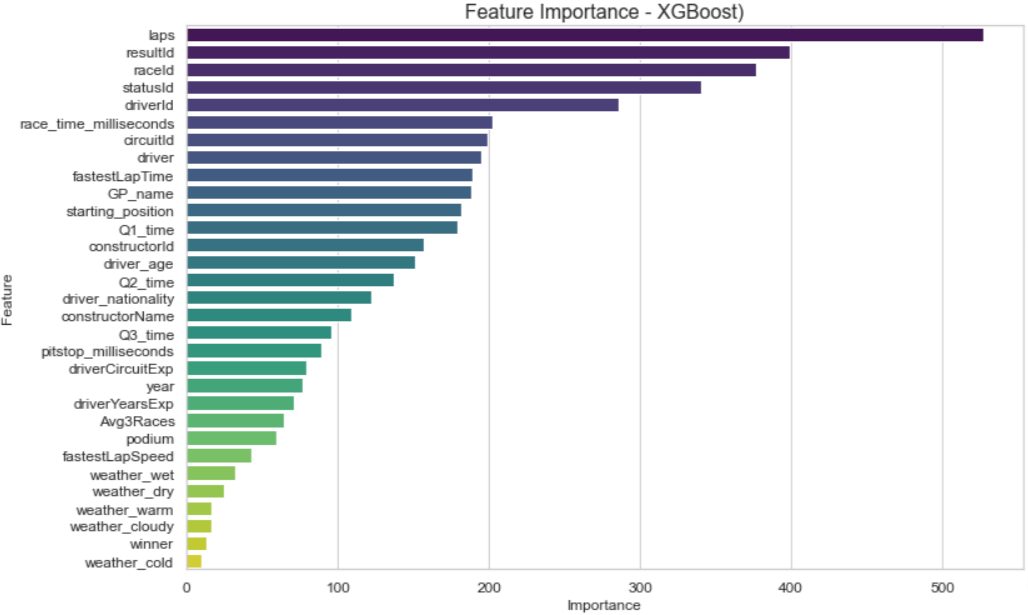 Feature Importance - XGBoost)
laps
resultId
raceId
statusId
driverId
race_time_milliseconds
circuitId
driver
fastestLapTime
GP_name
starting_position
Q1_time
constructorId
driver_age
Q2_time
driver_nationality
constructorName
Q3_time
pitstop_milliseconds
driverCircuitExp
year
driverYearsExp
Avg3Races
podium
fastestLapSpeed
weather_wet
weather_dry
weather_warm
weather_cloudy
winner
weather_cold
Feature
0 100 200 300 400 500
Importance